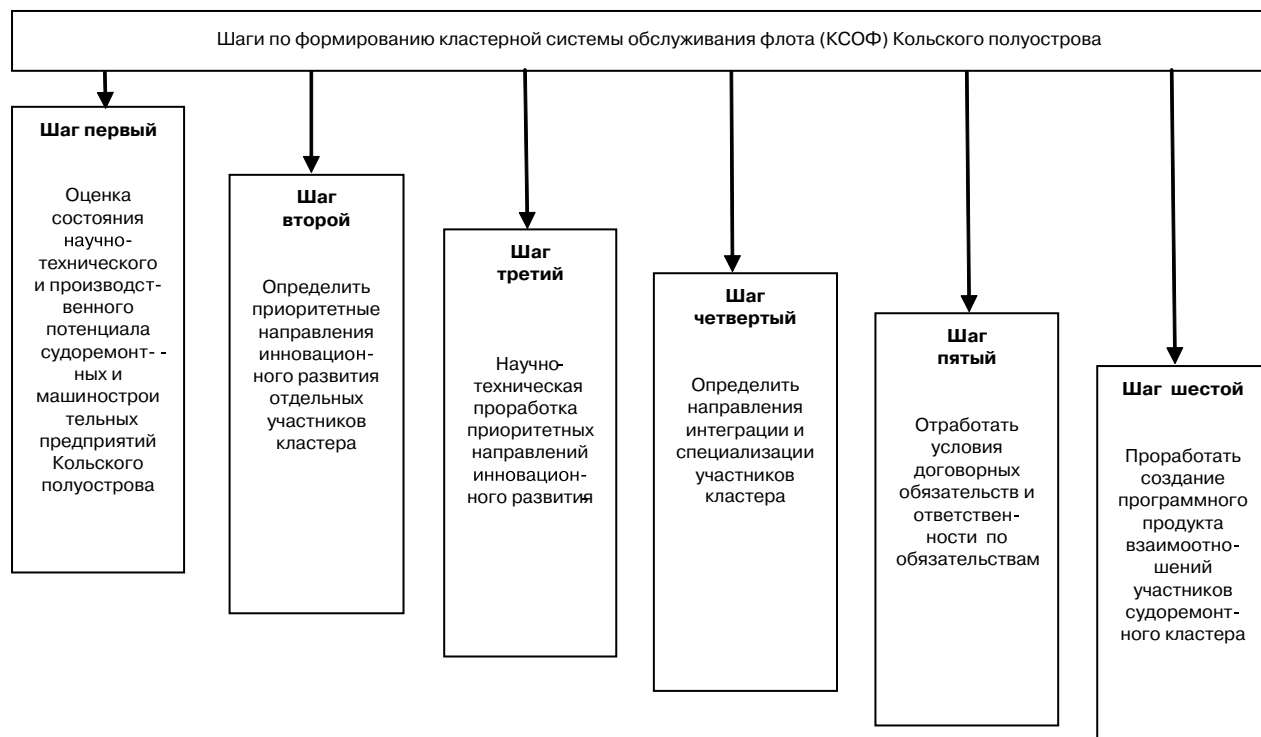 Шаги по формированию кластерной системы обслуживания флота (КСОФ) Кольского полуострова
Шаг первый
Оценка
состояния
научно-
технического
и производст-
венного
потенциала
судоремонт- -
ных и
машинострои
тельных
предприятий
Кольского
полуострова
Шаг
второй
Определить
приоритетные
направления
инновацион-
ного развития
отдельных
участников
кластера
Шаг
третий
Научно-
техническая
проработка
приоритетных
направлений
инновацион-
ного развития
Шаг
четвертый
Определить
направления
интеграции и
специализации
участников
кластера
Шаг
пятый
Отработать
условия
договорных
обязательств и
ответствен-
ности по
обязательствам
Шаг шестой
Проработать
создание
программного
продукта
взаимоотно-
шений
участников
судоремонт-
ного кластера